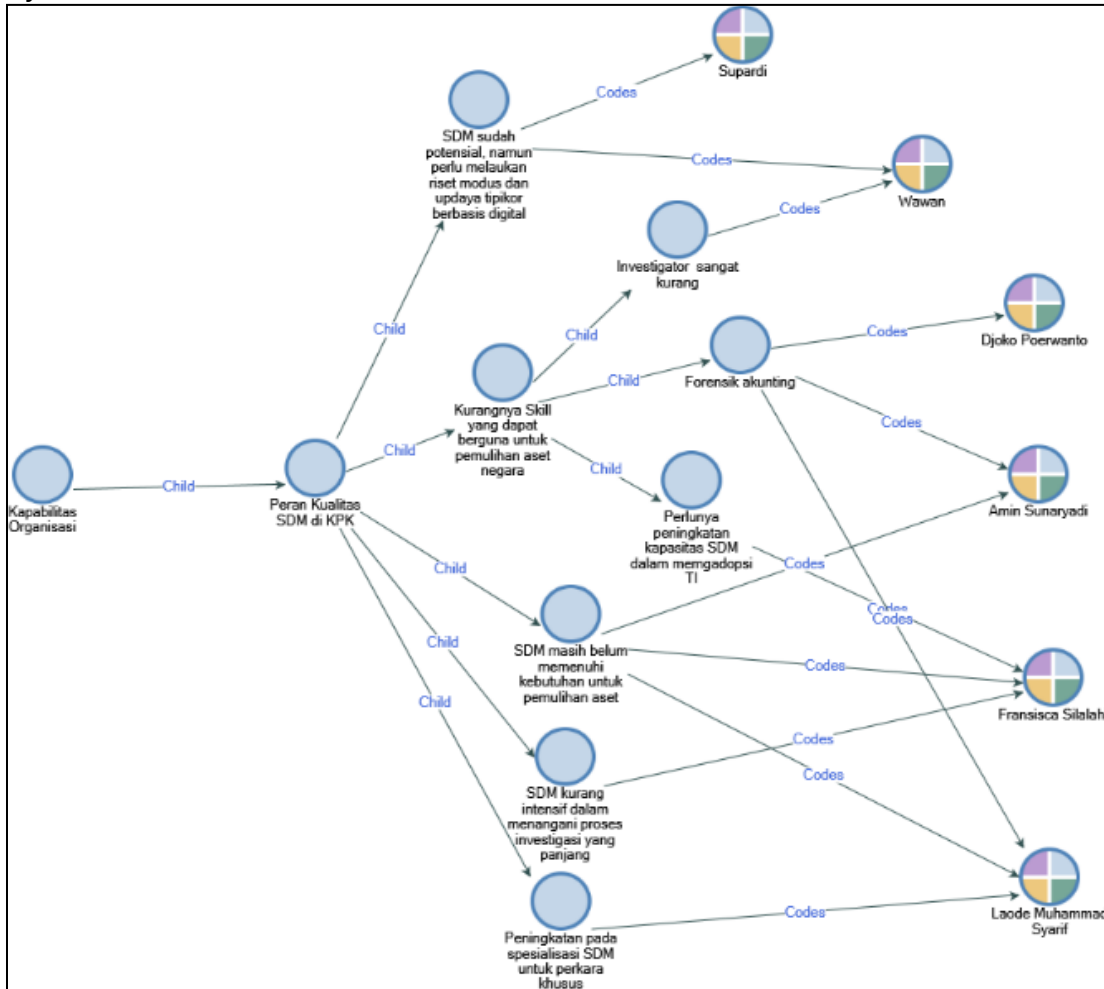 Supardi
Codes
SDM sudah
potensial, namun
perlu melaukan
riset modus dan
updaya tipikor
berbasis digital
Codes
Wawan
Codes
Investigator sangat
kurang
Child
Child
Codes
Djoko Poerwanto
Child
Forensik akunting
Kurangnya Skill
yang dapat
berguna untuk
pemulihan aset
negara
Codes
Child
Child
Child
Kapabilitas
Organisasi
Peran Kualitas
SDM di KPK
Amin Sunaryadi
Perlunya
peningkatan
kapasitas SDM
dalam memgadopsi
TI
Codes
Child
Codes
Codes
Child
SDM masih belum
memenuhi
kebutuhan untuk
pemulihan aset
Codes
Child
Fransisca Silalah
Codes
Codes
SDM kurang
intensif dalam
menangani proses
investigasi yang
panjang
Codes
Laode Muhammad
Syarif
Peningkatan pada
spesialisasi SDM
untuk perkara
khusus